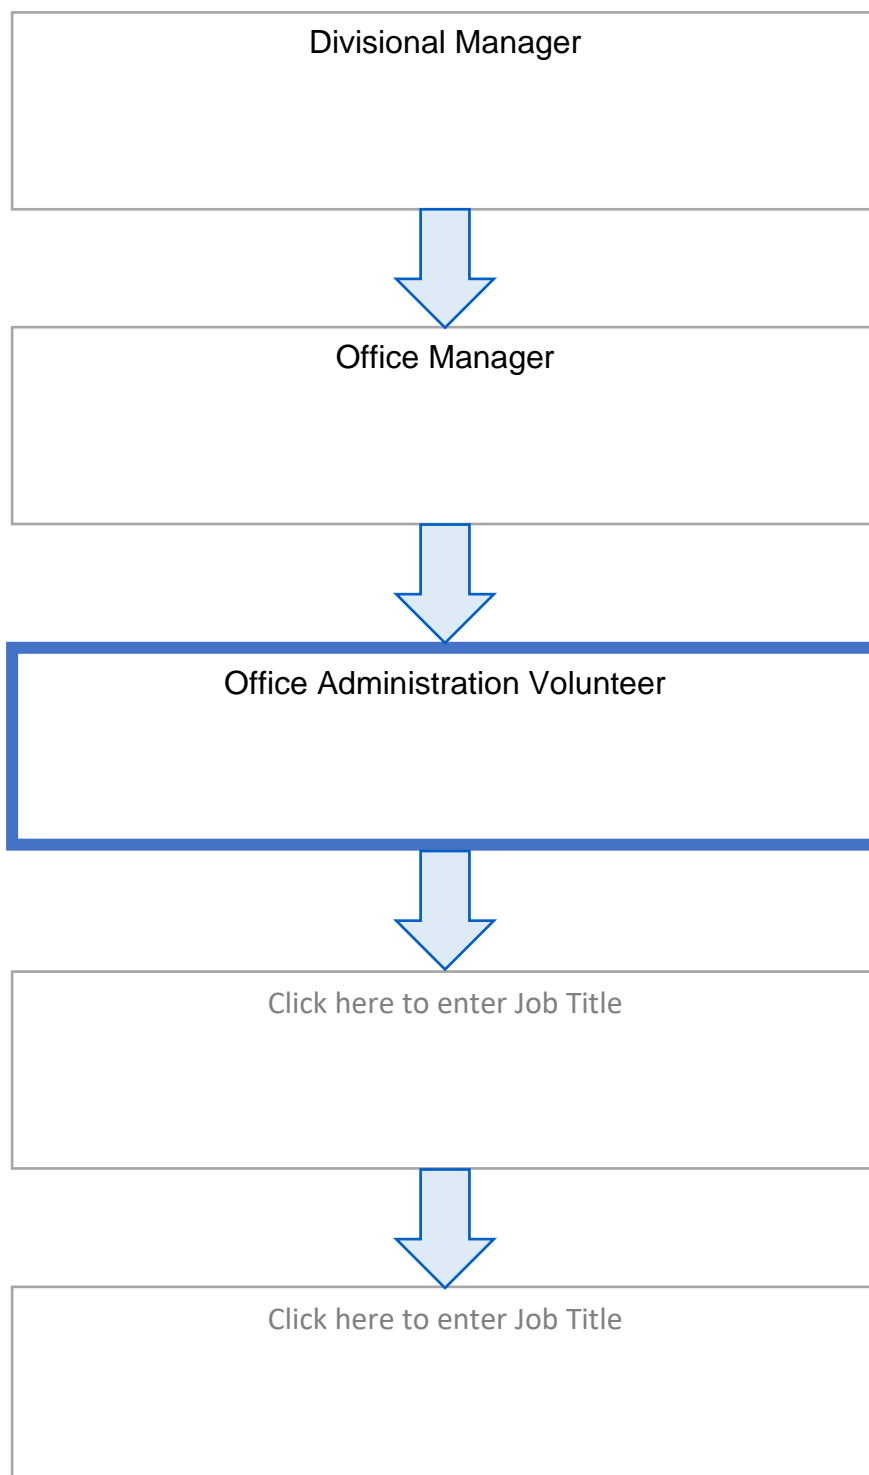 Divisional Manager
Office Manager
Office Administration Volunteer
Click here to enter Job Title
Click here to enter Job Title